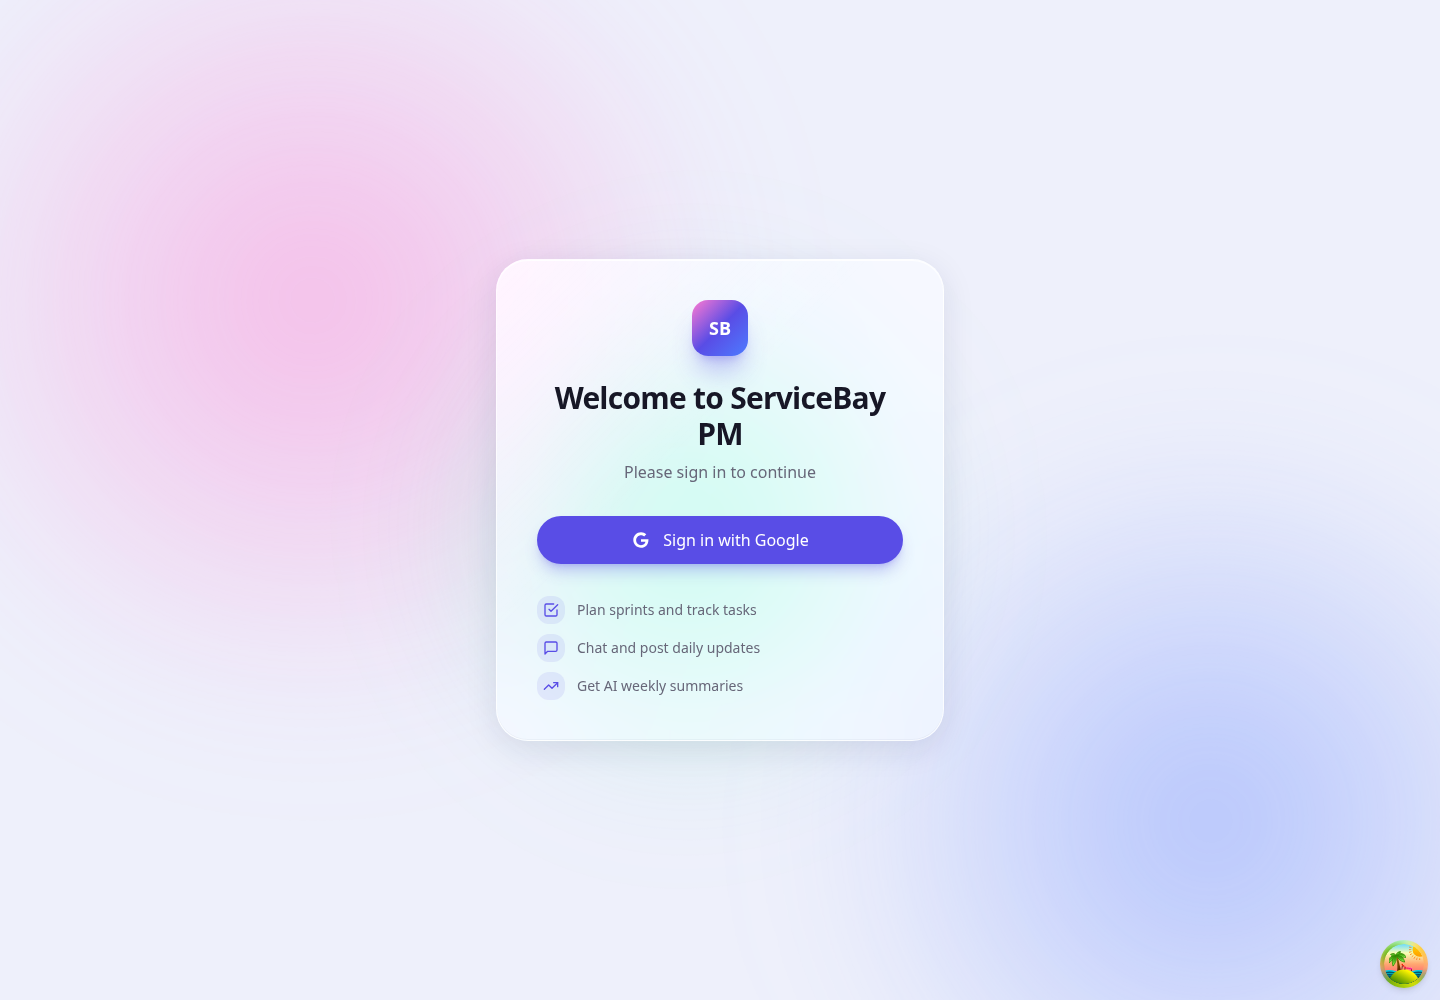 SB
Welcome to ServiceBay
PM
Please sign in to continue
Sign in with Google
Plan sprints and track tasks
Chat and post daily updates
Get AI weekly summaries